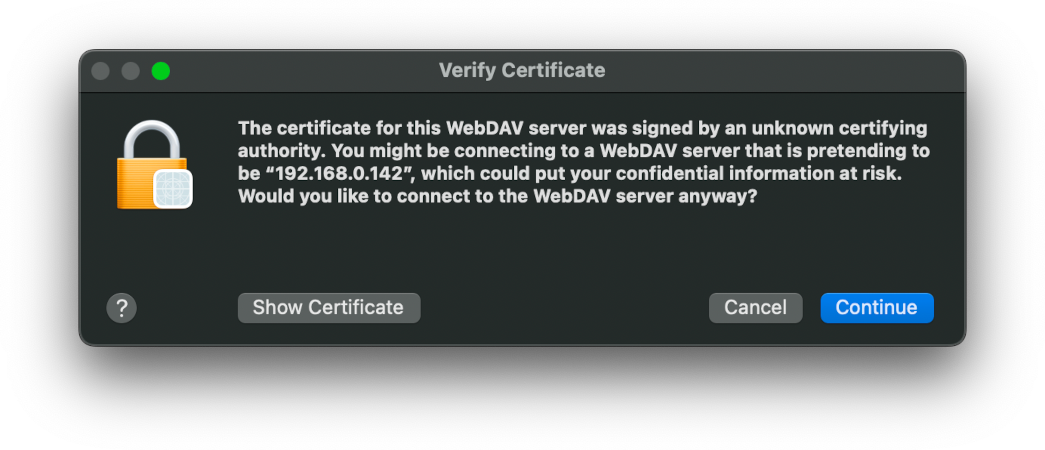 Verify Certificate
The certificate for this WebDAV server was signed by an unknown certifying
authority. You might be connecting to a WebDAV server that is pretending to
be “192.168.0.142”, which could put your confidential information at risk.
Would you like to connect to the WebDAV server anyway?
?
Show Certificate
Cancel
Continue